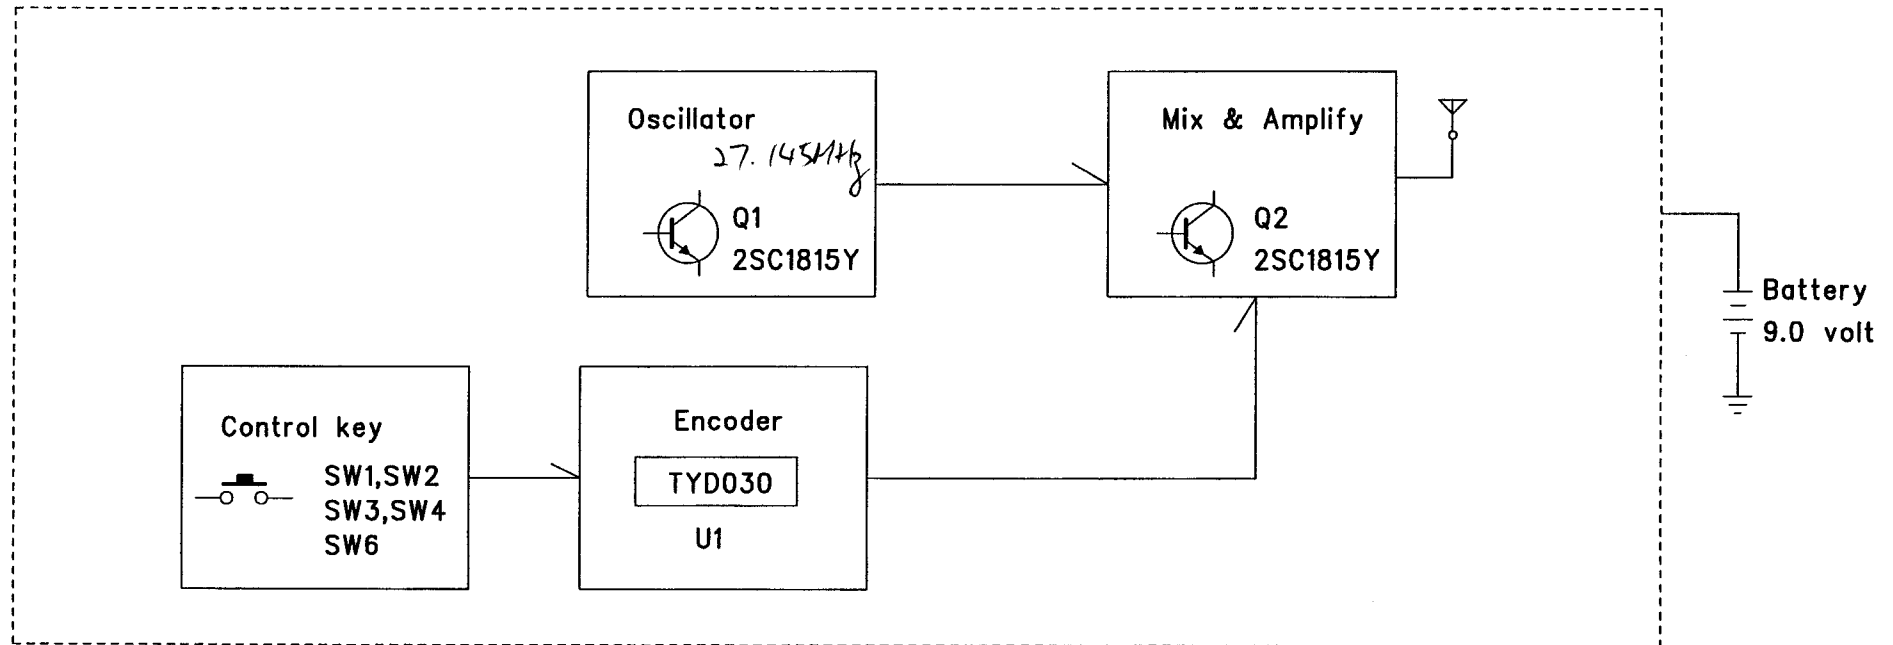 Oscillator
27.145MHz
Q1
2SC1815Y
Mix & Amplify
Q2
2SC1815Y
Battery
9.0 volt
Control key
SW1,SW2
SW3,SW4
SW6
Encoder
TYD030
U1